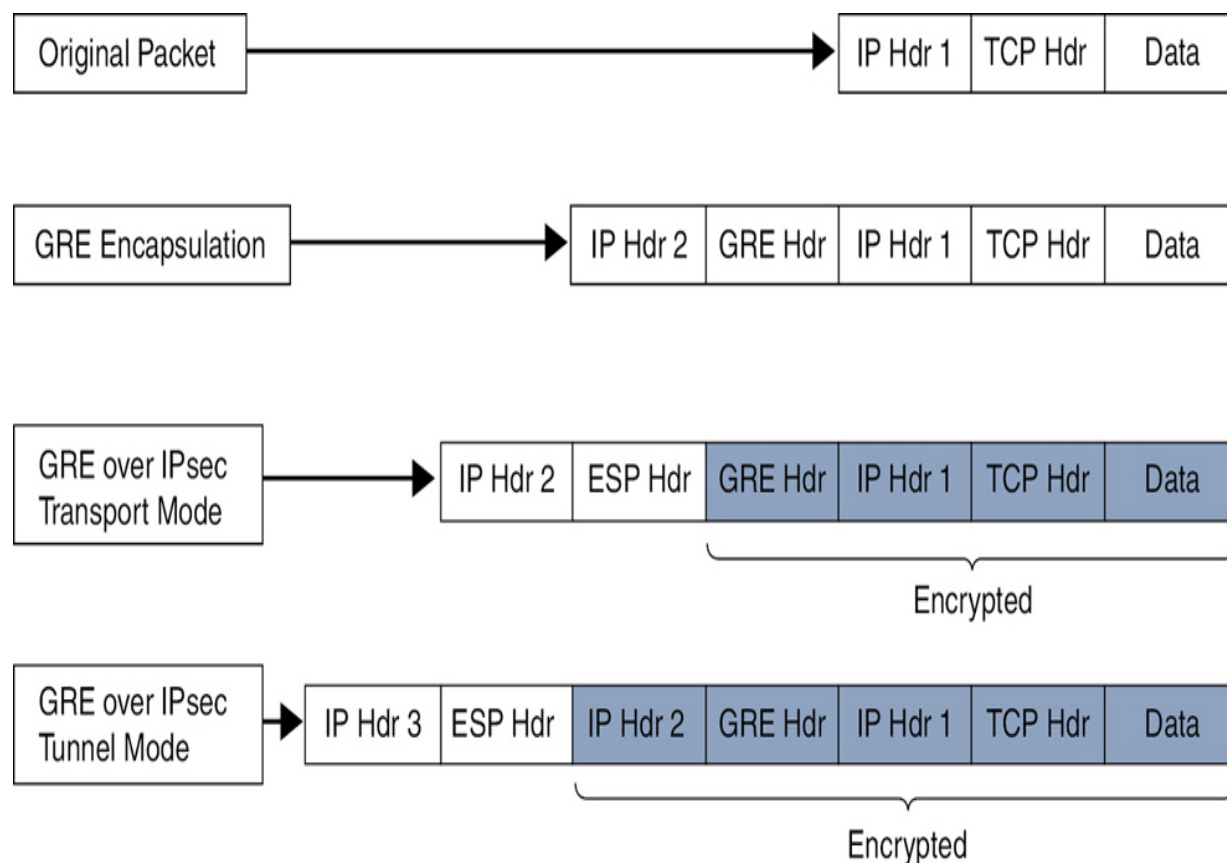 Original Packet
IP Hdr 1 TCP Hdr Data
GRE Encapsulation
IP Hdr 2 GRE Hdr IP Hdr 1 TCP Hdr Data
GRE over IPsec
Transport Mode
IP Hdr 2 ESP Hdr GRE Hdr IP Hdr 1 TCP Hdr Data
Encrypted
GRE over IPsec
Tunnel Mode
IP Hdr 3 ESP Hdr IP Hdr 2 GRE Hdr IP Hdr 1 TCP Hdr Data
Encrypted